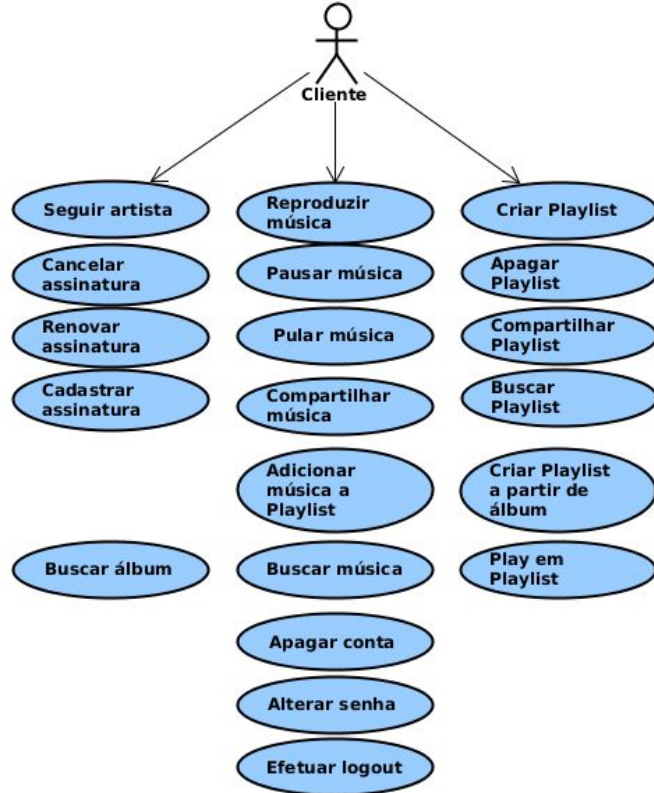 Cliente
Seguir artista
Cancelar
assinatura
Renovar
assinatura
Cadastrar
assinatura
Buscar álbum
Reproduzir
música
Pausar música
Pular música
Compartilhar
música
Adicionar
música a
Playlist
Buscar música
Apagar conta
Alterar senha
Efetuar logout
Criar Playlist
Apagar
Playlist
Compartilhar
Playlist
Buscar
Playlist
Criar Playlist
a partir de
álbum
Play em
Playlist